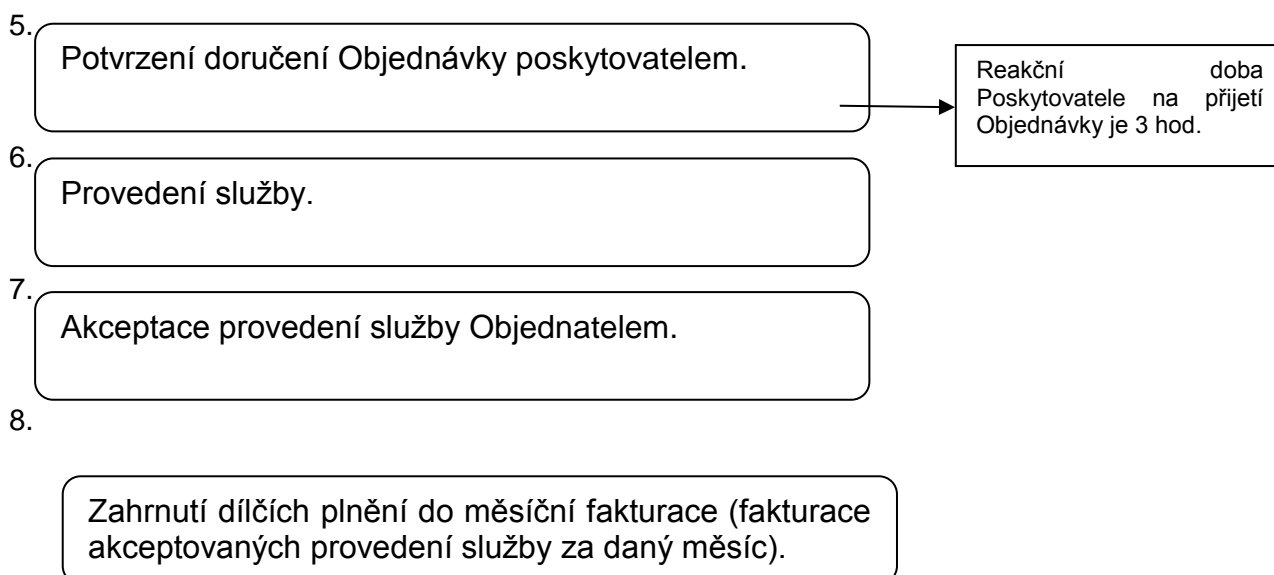 5.
Potvrzení doručení Objednávky poskytovatelem.
Reakční doba
Poskytovatele na přijetí
Objednávky je 3 hod.
6.
Provedení služby.
7.
Akceptace provedení služby Objednatelem.
8.
Zahrnutí dílčích plnění do měsíční fakturace (fakturace
akceptovaných provedení služby za daný měsíc).